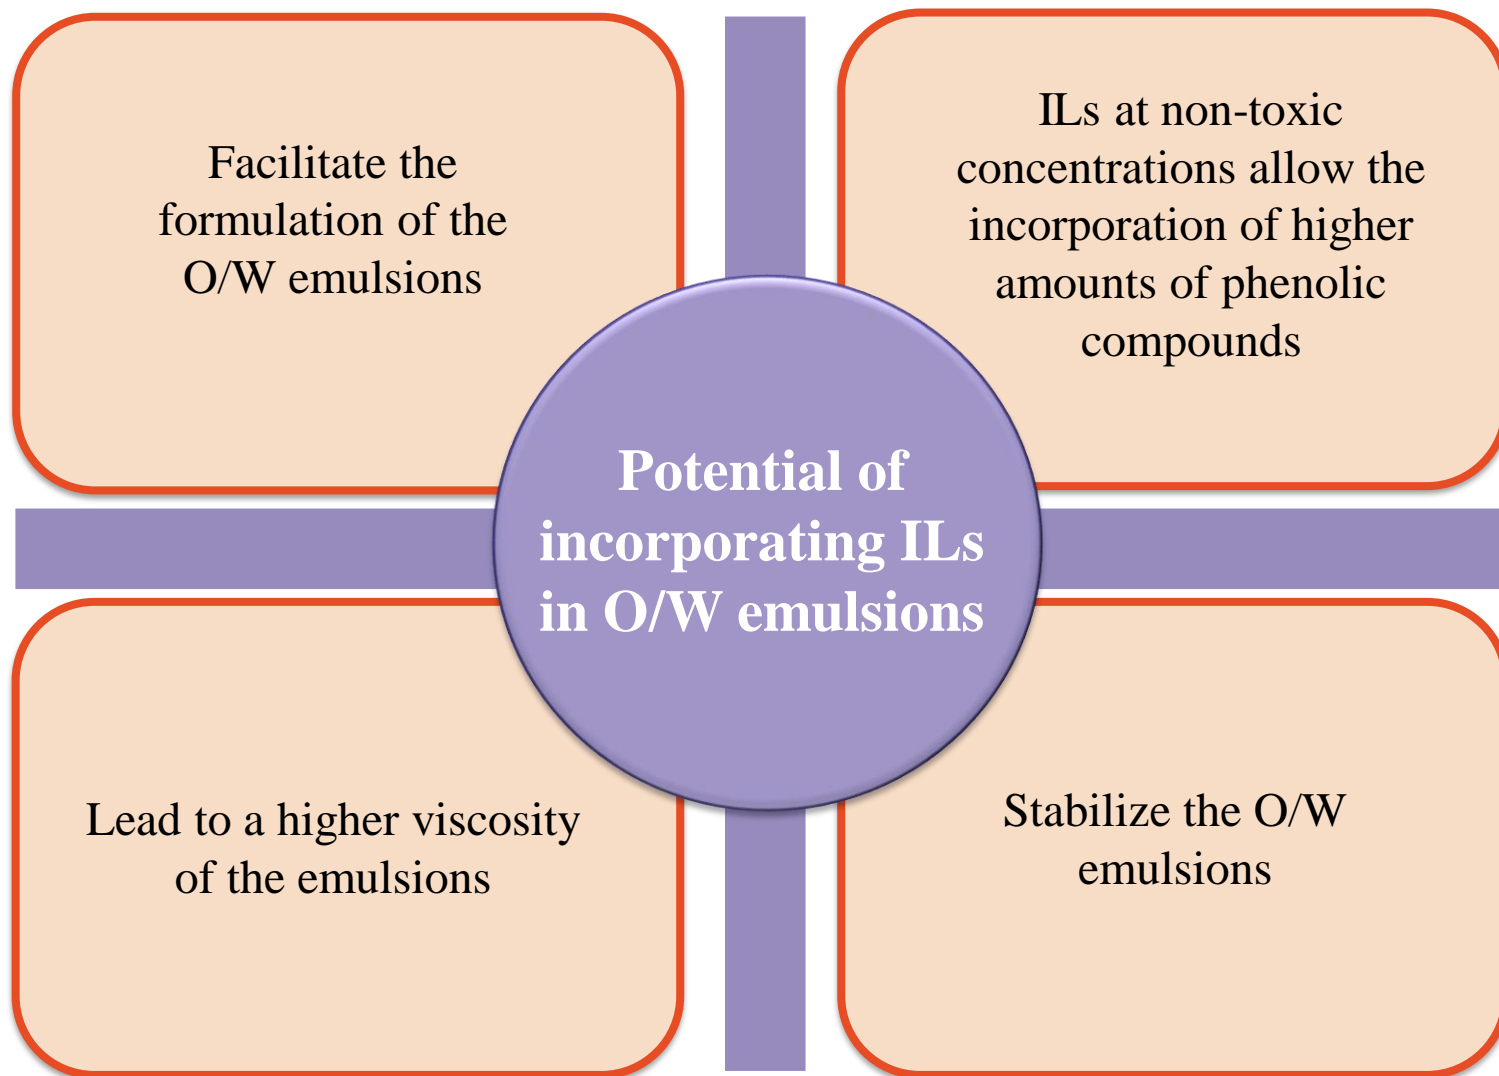 Facilitate the
formulation of the
O/W emulsions
ILs at non-toxic
concentrations allow the
incorporation of higher
amounts of phenolic
compounds
Potential of
incorporating ILs
in O/W emulsions
Lead to a higher viscosity
of the emulsions
Stabilize the O/W
emulsions